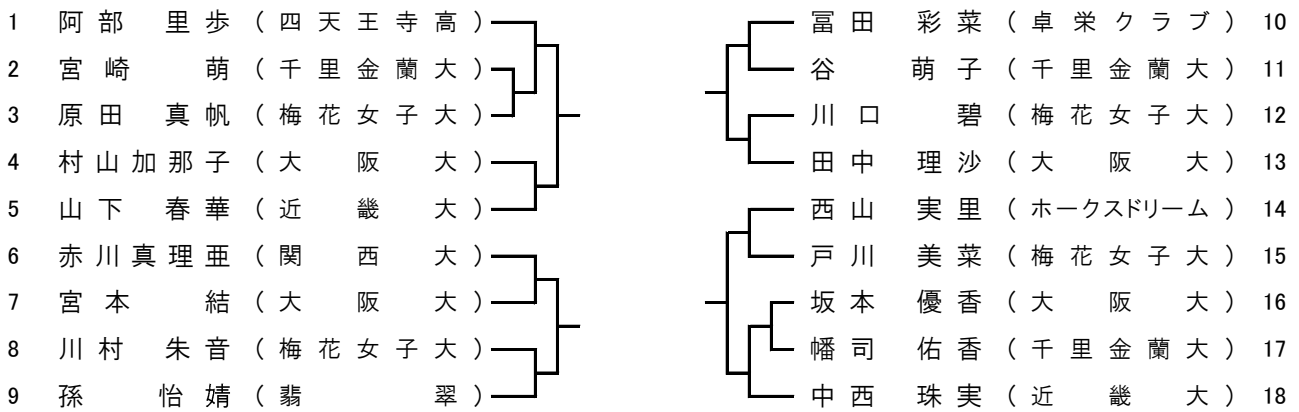 1 阿部 里歩 (四天王寺高)
2 宮崎 萌 (千里金蘭大)
3 原田 真帆 (梅花女子大)
4 村山加那子 (大阪大)
5 山下 春華 (近畿大)
6 赤川真理亜 (関西大)
7 宮本 結 (大阪大)
8 川村 朱音 (梅花女子大)
9 孫 怡婧 (翡翠)
冨田 彩菜 (卓栄クラブ) 10
谷 萌子 (千里金蘭大) 11
川口 碧 (梅花女子大) 12
田中 理沙 (大阪大) 13
西山 実里 (ホークスドリーム) 14
戸川 美菜 (梅花女子大) 15
坂本 優香 (大阪大) 16
幡司 佑香 (千里金蘭大) 17
中西 珠実 (近畿大) 18